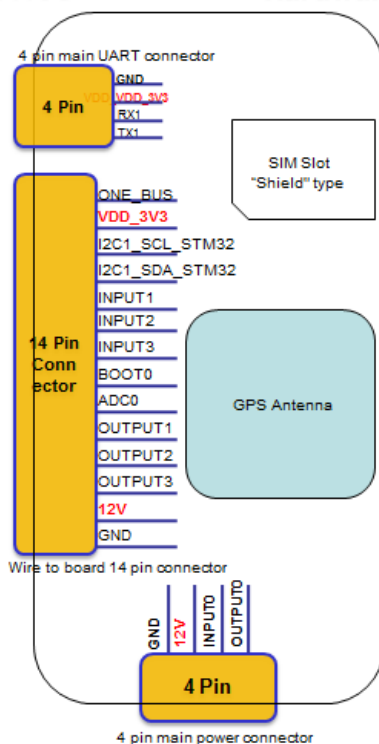 4 pin main UART connector
4 Pin
GND
VDD_VDD_3V3
RX1
TX1
SIM Slot
"Shield" type
14 Pin
Conn
ector
ONE_BUS
VDD_3V3
I2C1_SCL_STM32
I2C1_SDA_STM32
INPUT1
INPUT2
INPUT3
BOOT0
ADC0
OUTPUT1
OUTPUT2
OUTPUT3
12V
GND
GPS Antenna
Wire to board 14 pin connector
GND
12V
INPUT0
OUTPUT0
4 Pin
4 pin main power connector